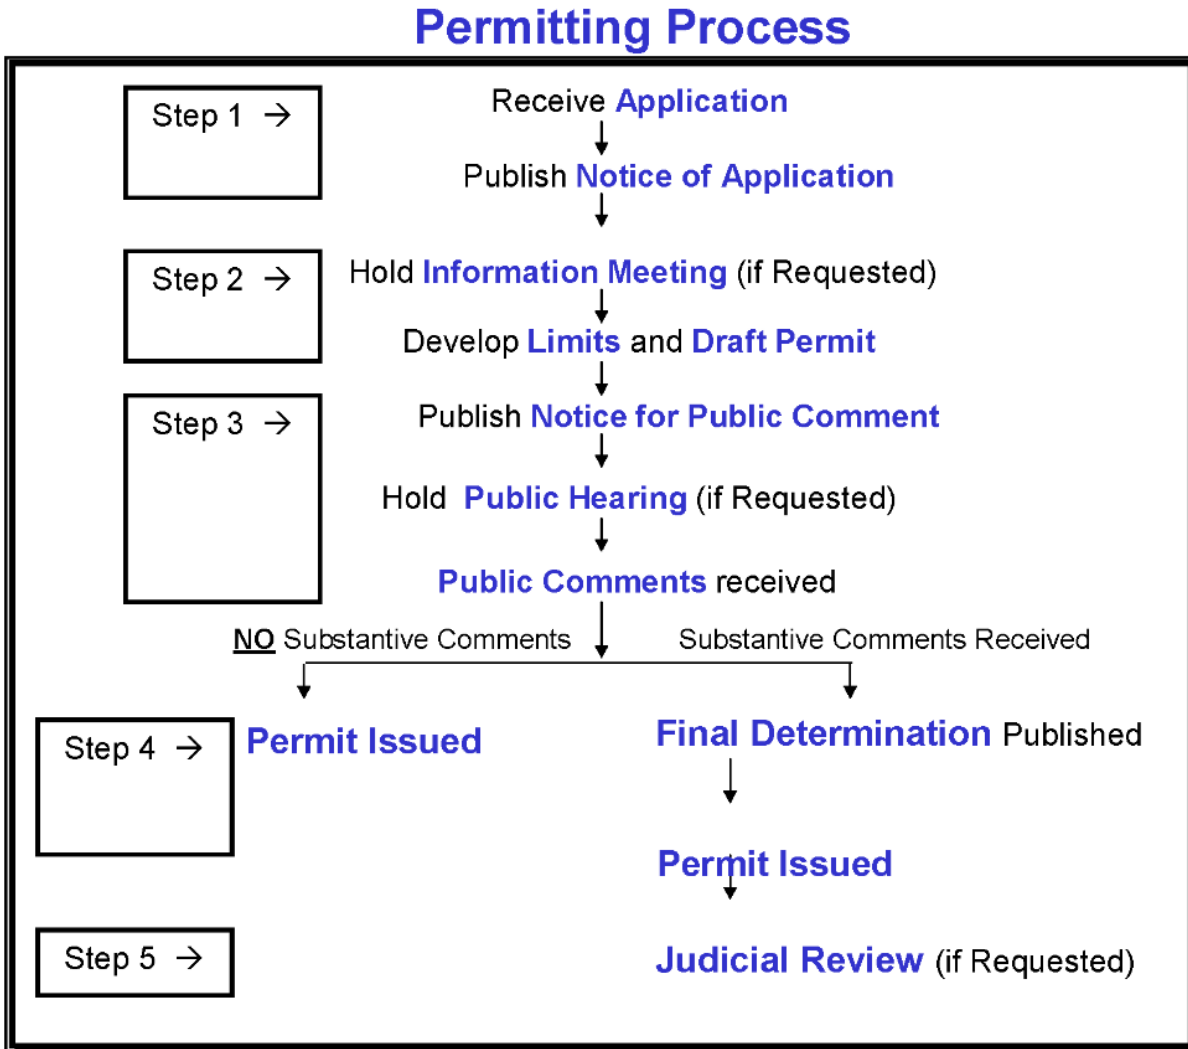 Permitting Process
Step 1 →
Receive Application
Publish Notice of Application
Step 2 →
Hold Information Meeting (if Requested)
Develop Limits and Draft Permit
Step 3 →
Publish Notice for Public Comment
Hold Public Hearing (if Requested)
Public Comments received
NO Substantive Comments
Substantive Comments Received
Step 4 →
Permit Issued
Final Determination Published
Permit Issued
Step 5 →
Judicial Review (if Requested)